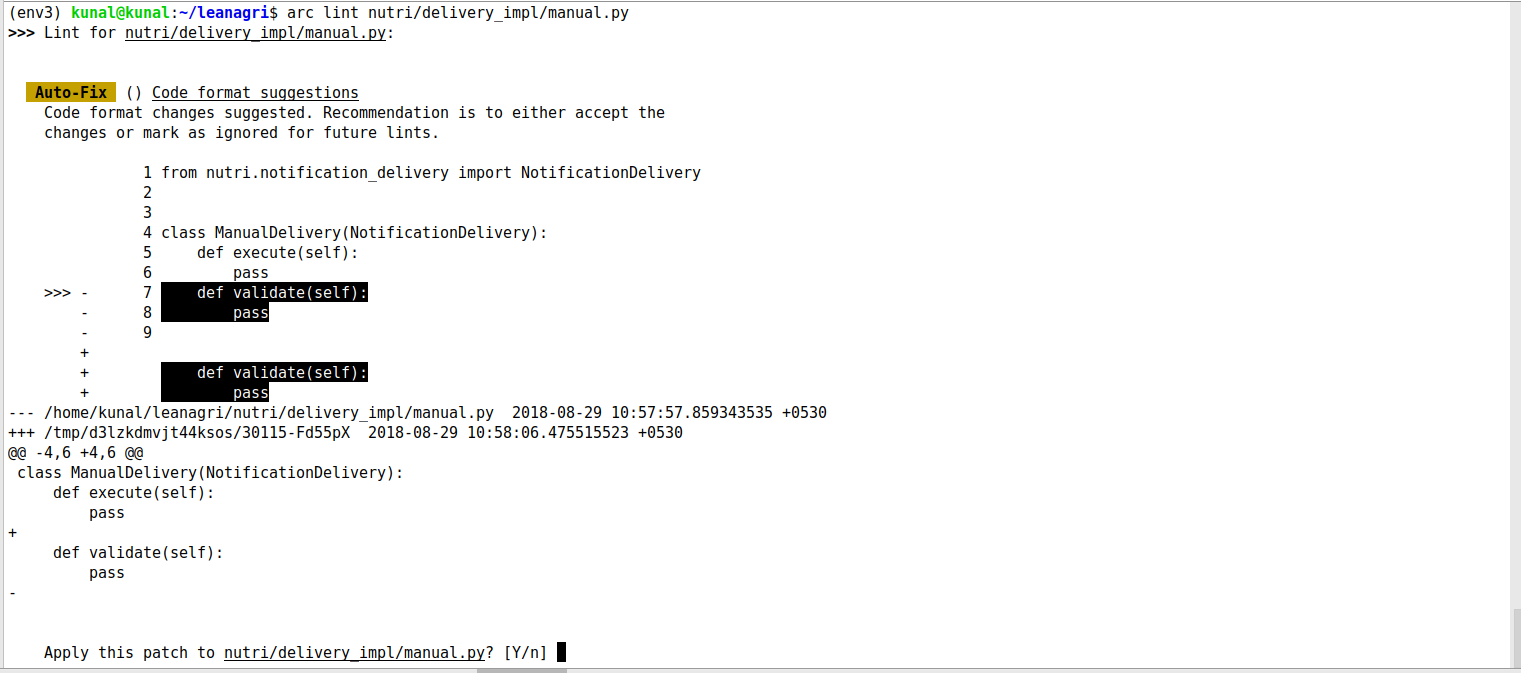 (env3) kunal@kunal:~/leanagri$ arc lint nutri/delivery_impl/manual.py
>>> Lint for nutri/delivery_impl/manual.py:
Auto-Fix () Code format suggestions
Code format changes suggested. Recommendation is to either accept the
changes or mark as ignored for future lints.
1 from nutri.notification_delivery import NotificationDelivery
2
3
4 class ManualDelivery(NotificationDelivery):
5     def execute(self):
6         pass
>>> - 7     def validate(self):
- 8         pass
- 9
+
+     def validate(self):
+         pass
--- /home/kunal/leanagri/nutri/delivery_impl/manual.py  2018-08-29 10:57:57.859343535 +0530
+++ /tmp/d3lzkdmvjt44ksos/30115-Fd55pX  2018-08-29 10:58:06.475515523 +0530
@@ -4,6 +4,6 @@
 class ManualDelivery(NotificationDelivery):
     def execute(self):
         pass
+
     def validate(self):
         pass
-
Apply this patch to nutri/delivery_impl/manual.py? [Y/n]